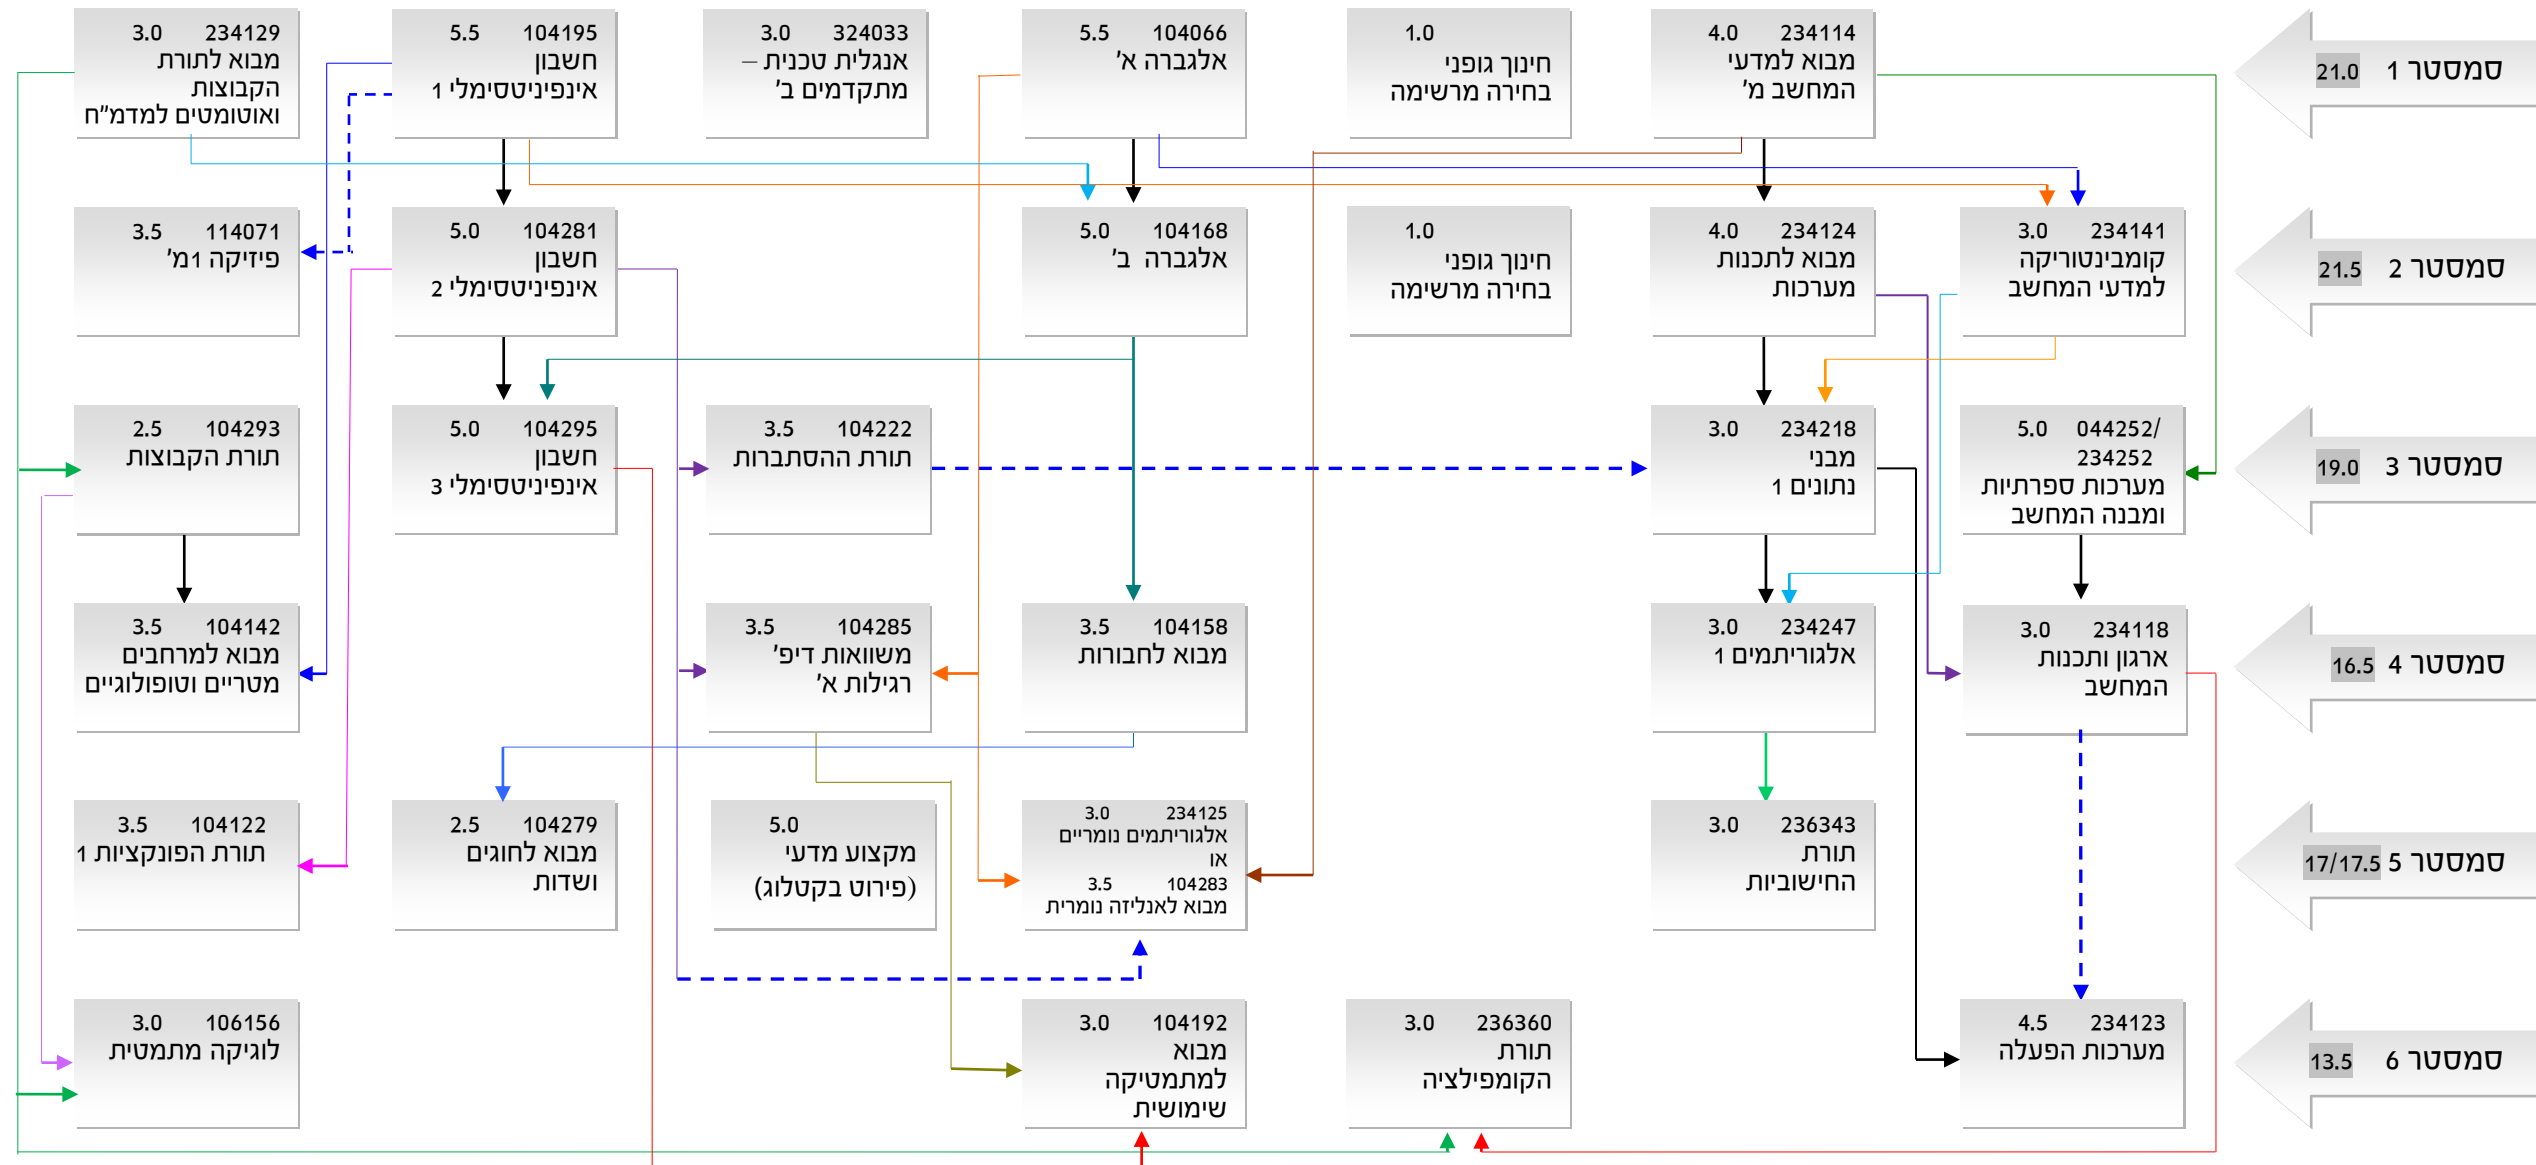 סמסטר 1 21.0
234114 4.0
מבוא למדעי
המחשב מ'
1.0
חינוך גופני
בחירה מרשימה
104066 5.5
אלגברה א'
324033 3.0
אנגלית טכנית –
מתקדמים ב'
104195 5.5
חשבון
אינפיניטסימלי 1
234129 3.0
מבוא לתורת
הקבוצות
ואוטומטים למדמ"ח
סמסטר 2 21.5
234141 3.0
קומבינטוריקה
למדעי המחשב
234124 4.0
מבוא לתכנות
מערכות
1.0
חינוך גופני
בחירה מרשימה
104168 5.0
אלגברה ב'
104281 5.0
חשבון
אינפיניטסימלי 2
114071 3.5
פיזיקה 1מ'
סמסטר 3 19.0
044252/ 5.0
234252
מערכות ספרתיות
ומבנה המחשב
234218 3.0
מבני
נתונים 1
104222 3.5
תורת ההסתברות
104295 5.0
חשבון
אינפיניטסימלי 3
104293 2.5
תורת הקבוצות
סמסטר 4 16.5
234118 3.0
ארגון ותכנות
המחשב
234247 3.0
אלגוריתמים 1
104158 3.5
מבוא לחבורות
104285 3.5
משוואות דיפ'
רגילות א'
104142 3.5
מבוא למרחבים
מטריים וטופולוגיים
סמסטר 5 17/17.5
236343 3.0
תורת
החישוביות
234125 3.0
אלגוריתמים נומריים
או
104283 3.5
מבוא לאנליזה נומרית
5.0
מקצוע מדעי
(פירוט בקטלוג)
104279 2.5
מבוא לחוגים
ושדות
104122 3.5
תורת הפונקציות 1
סמסטר 6 13.5
234123 4.5
מערכות הפעלה
236360 3.0
תורת
הקומפילציה
104192 3.0
מבוא
למתמטיקה
שימושית
106156 3.0
לוגיקה מתמטית